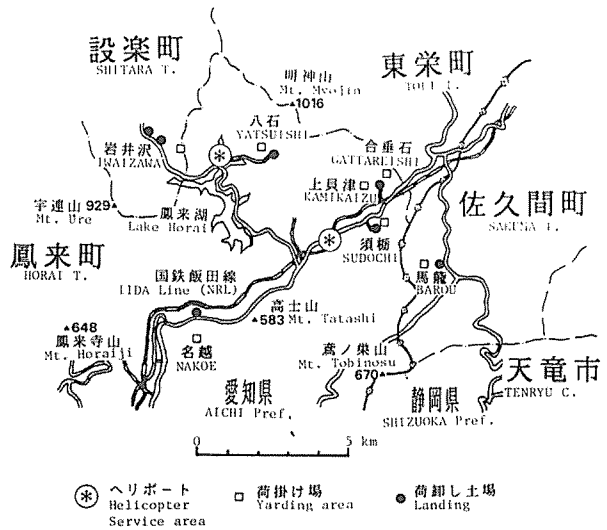 設楽町
SHITARA T.
明神山
Mt. Myojin
▲1016
東栄町
TOEI T.
八石
YATSUISHI
岩井沢
IWAIZAWA
合垂石
GATTAREISHI
上貝津
KAMIKAIZU
宇連山 929▲
Mt. Ure
鳳来湖
Lake Horai
佐久間町
SAKUMA T.
須栃
SUDOCHI
鳳来町
HORAI T.
国鉄飯田線
IIDA Line (NRL)
馬龍
BAROU
高士山
▲583 Mt. Tatashi
▲648
鳳来寺山
Mt. Horaiji
名越
NAKOE
鳶ノ巣山
Mt. Tobinosu
670▲
天竜市
TENRYU C.
愛知県
AICHI Pref.
静岡県
SHIZUOKA Pref.
0 5 km
ヘリポート
Helicopter
Service area
荷掛け場
Yarding area
荷卸し土場
Landing